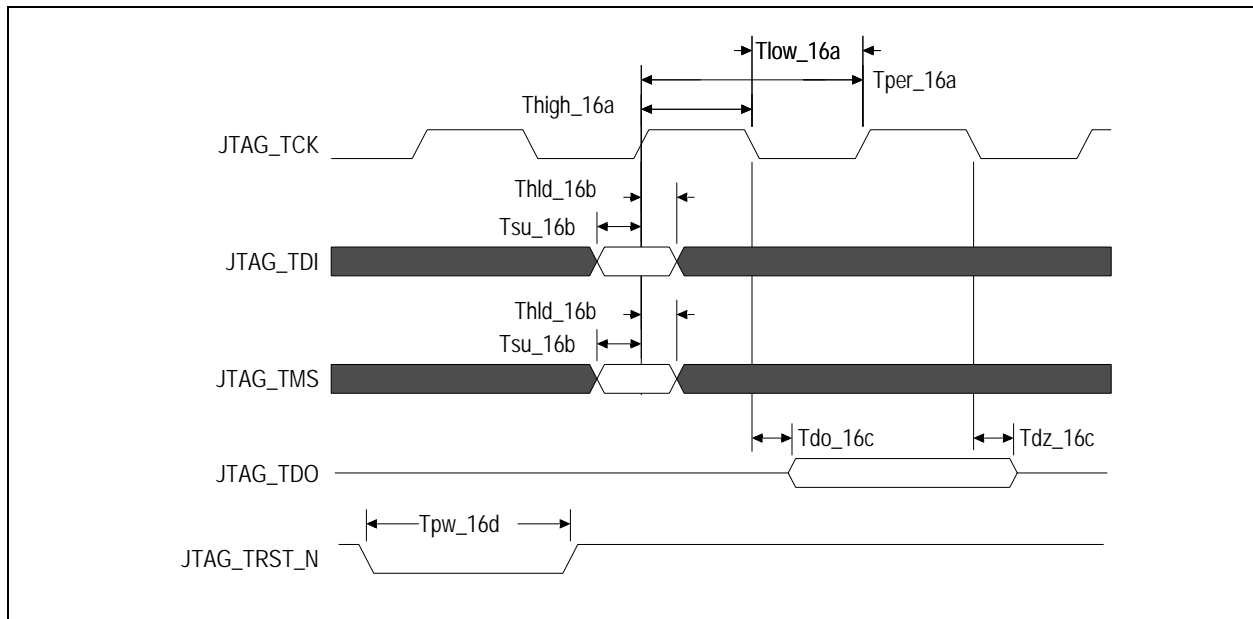 Tlow_16a
Tper_16a
Thigh_16a
JTAG_TCK
Thld_16b
Tsu_16b
JTAG_TDI
Thld_16b
Tsu_16b
JTAG_TMS
Tdo_16c
Tdz_16c
JTAG_TDO
Tpw_16d
JTAG_TRST_N